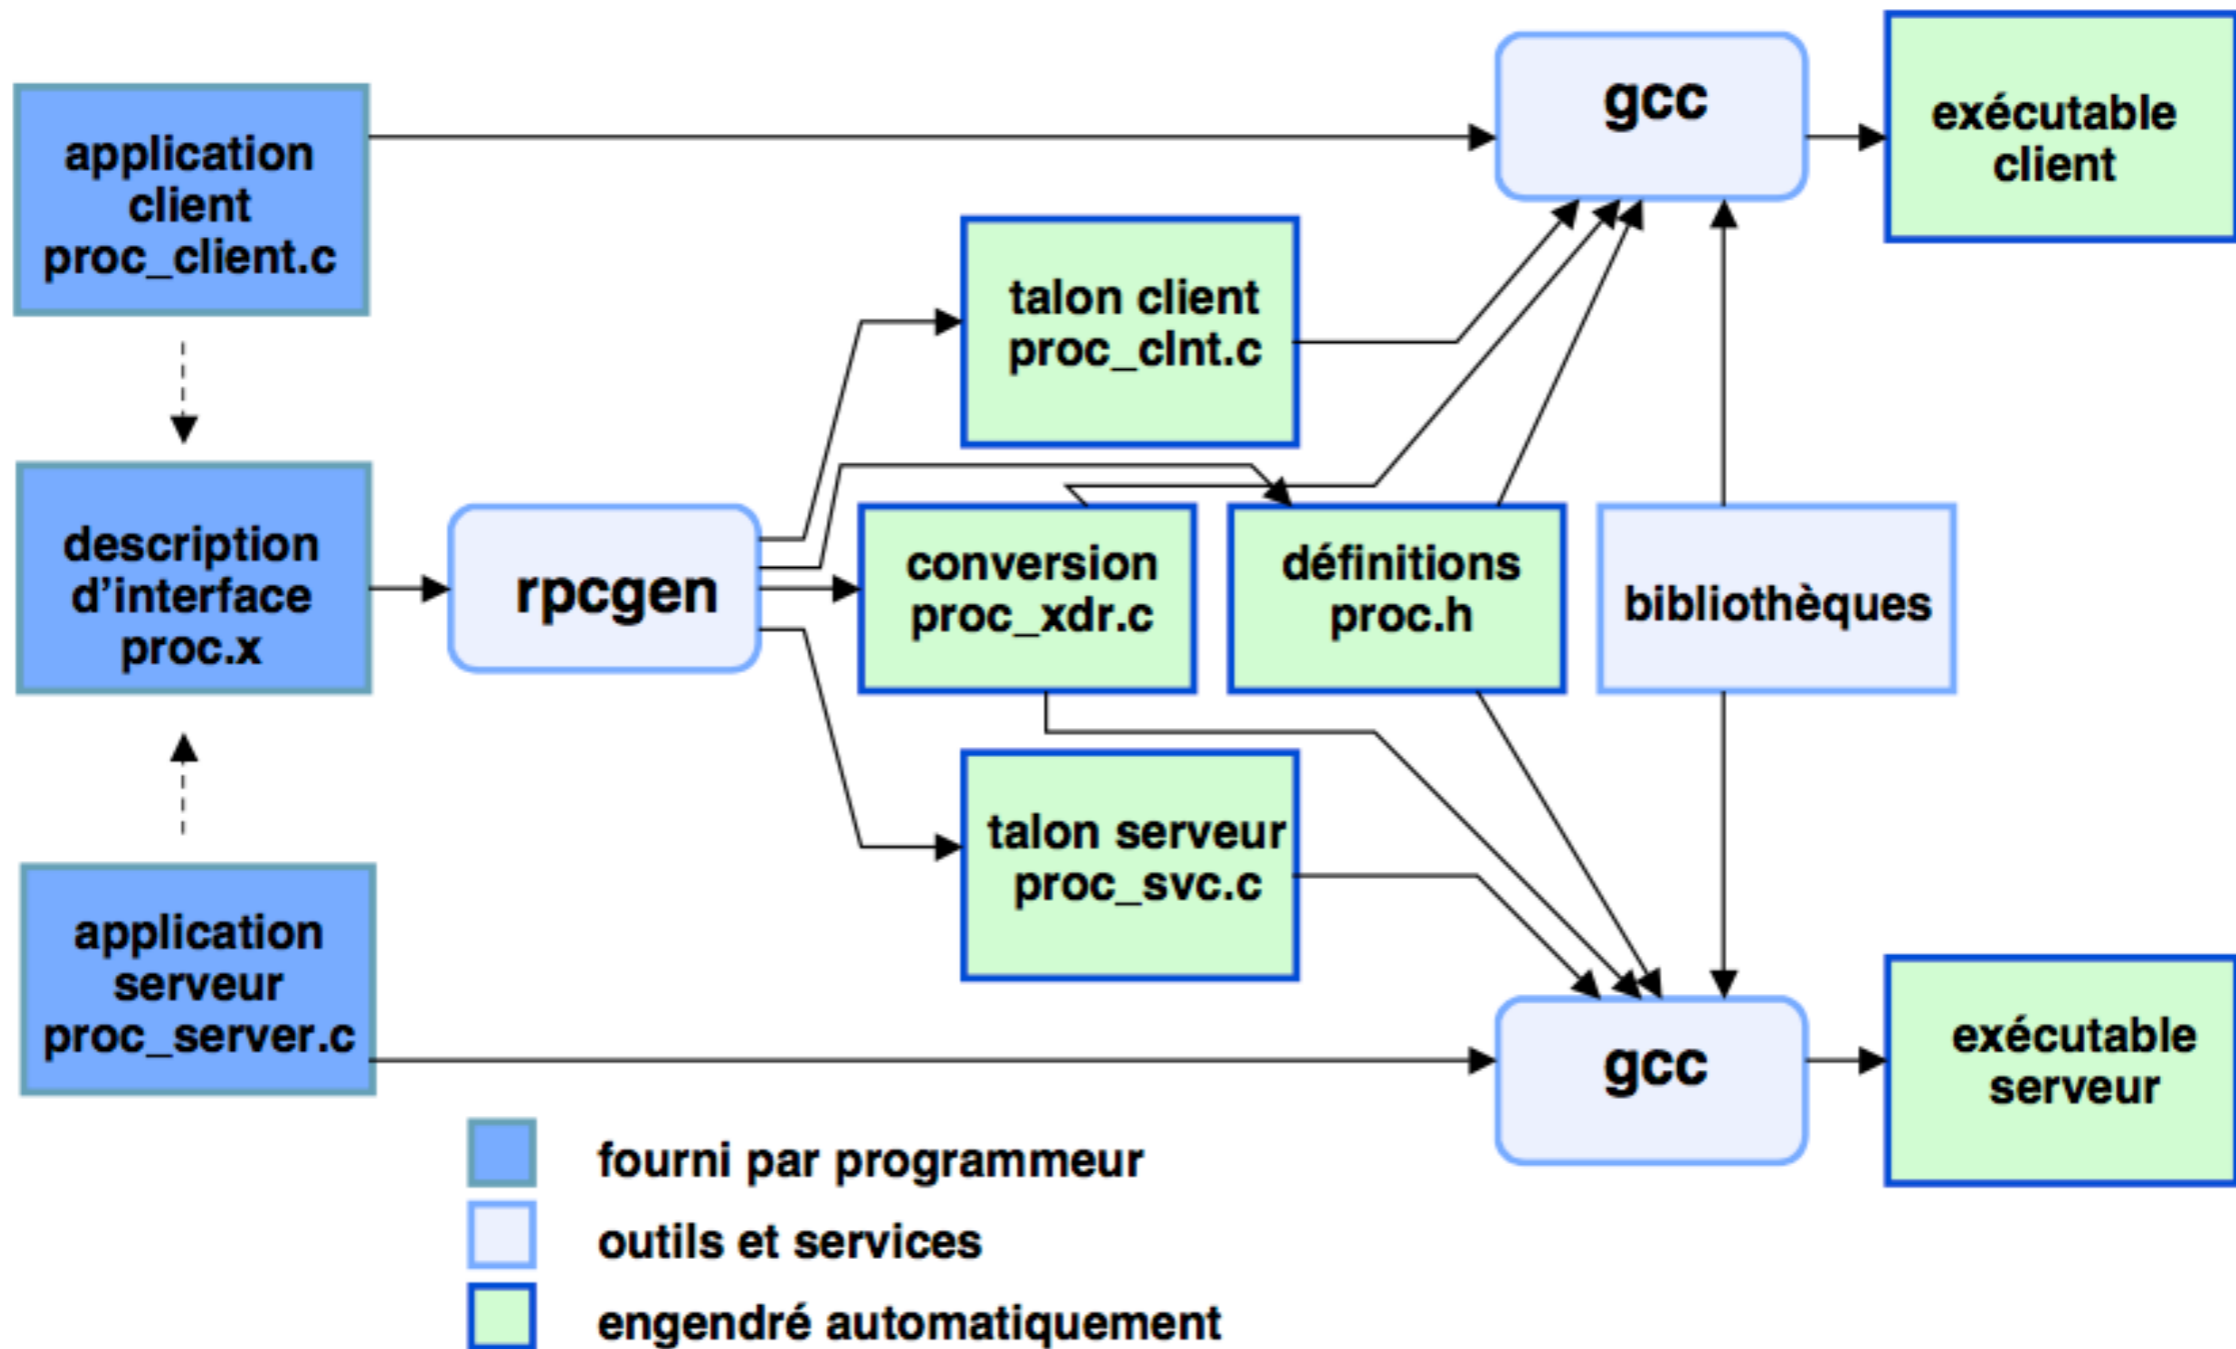 application
client
proc_client.c
gcc
exécutable
client
talon client
proc_clnt.c
description
d’interface
proc.x
rpcgen
conversion
proc_xdr.c
définitions
proc.h
bibliothèques
talon serveur
proc_svc.c
application
serveur
proc_server.c
gcc
exécutable
serveur
fourni par programmeur
outils et services
engendré automatiquement